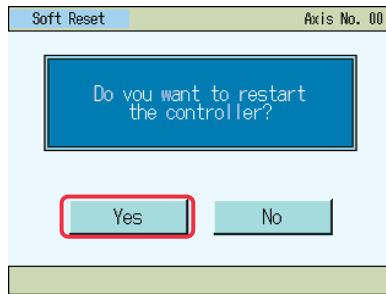 Soft Reset Axis No. 00
Do you want to restart
the controller?
Yes No